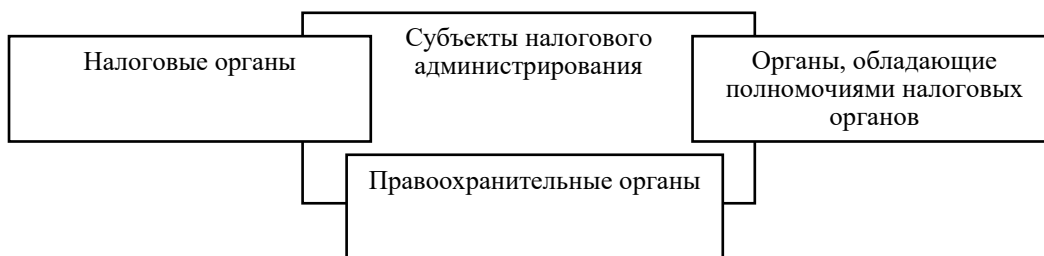 Субъекты налогового
администрирования
Налоговые органы
Органы, обладающие
полномочиями налоговых
органов
Правоохранительные органы